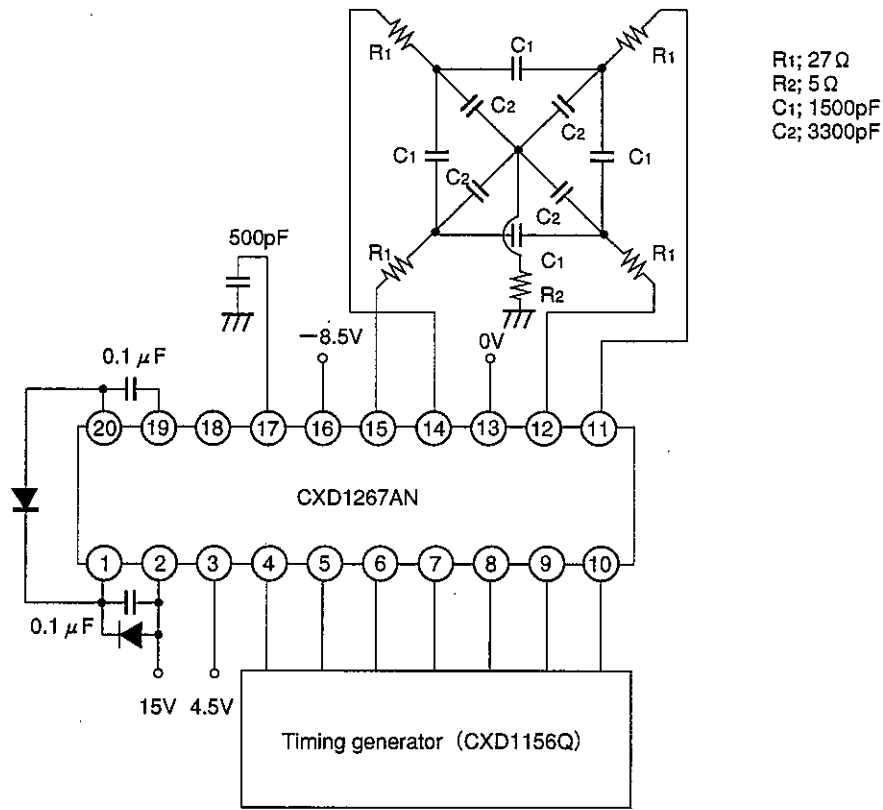 R1
C1
R1
R1; 27Ω
R2; 5Ω
C1; 1500pF
C2; 3300pF
C2
C2
C1
C1
C2
C2
R1
C1
R1
R2
500pF
−8.5V
0V
0.1 μF
20 19 18 17 16 15 14 13 12 11
CXD1267AN
1 2 3 4 5 6 7 8 9 10
0.1 μF
15V 4.5V
Timing generator (CXD1156Q)